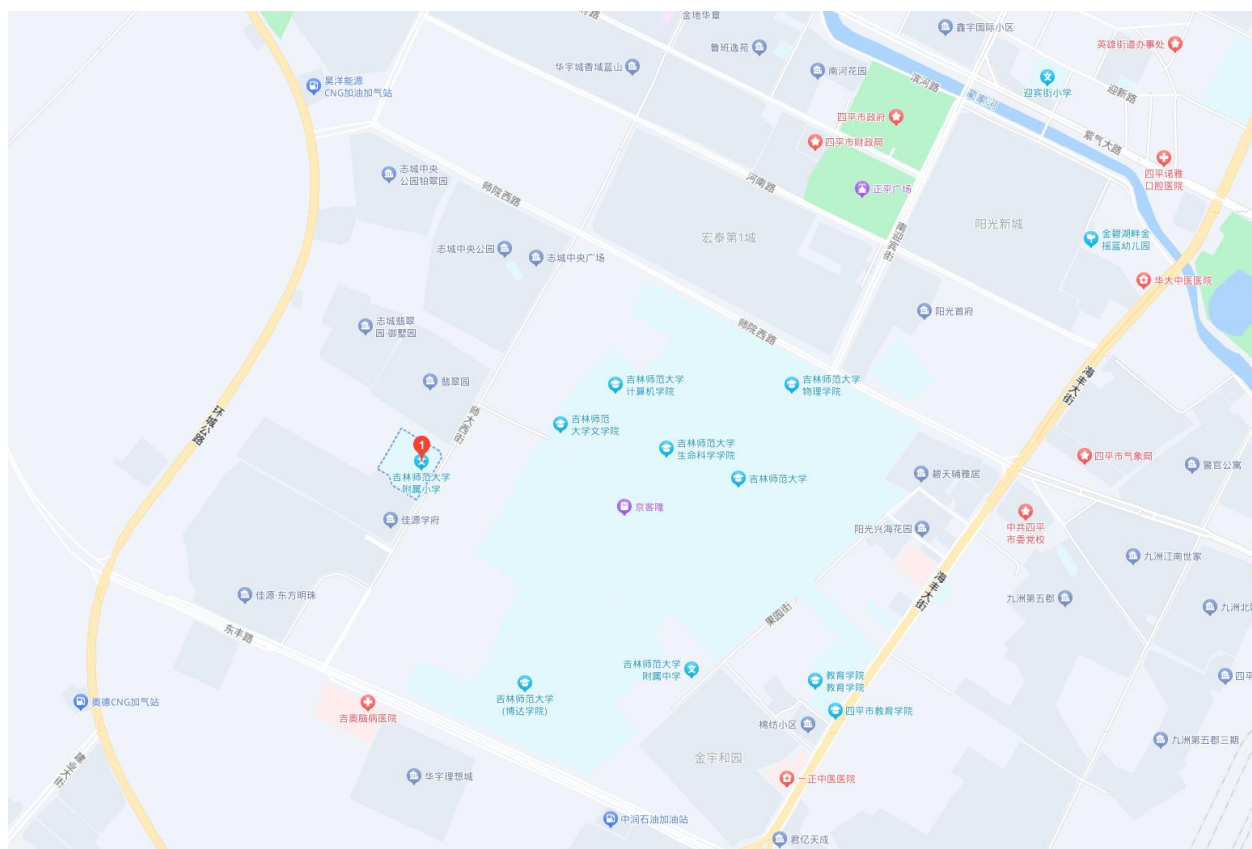 金地华章
鑫宇国际小区
鲁班逸苑
英雄街道办事处
华宇城香域蓝山
南河花园
滨河路
昊洋能源
CNG加油加气站
迎宾街小学
迎新路
四平市政府
紫气大路
四平市财政局
志城中央
公园铂翠园
师院西路
河南路
正平广场
四平诺雅
口腔医院
宏泰第1城
南迎宾街
阳光新城
金碧湖畔金
摇篮幼儿园
志城中央公园
志城中央广场
华大中医医院
志城翡翠
园·御墅园
师院西路
阳光首府
翡翠园
吉林师范大学
计算机学院
吉林师范大学
物理学院
海丰大街
环城公路
师大西街
吉林师范
大学文学院
吉林师范大学
生命科学学院
1
吉林师范大学
附属小学
吉林师范大学
碧天铺雅居
四平市气象局
警官公寓
京客隆
佳源学府
阳光兴海花园
中共四平
市委党校
九洲江南世家
佳源·东方明珠
海丰大街
九洲第五郡
九洲北
东丰路
果园街
吉林师范大学
附属中学
教育学院
教育学院
四平
奥德CNG加气站
吉林师范大学
(博达学院)
吉奥脑病医院
四平市教育学院
棉纺小区
九洲第五郡三期
建业大街
金宇和园
华宇理想城
一正中医医院
中润石油加油站
君亿天成